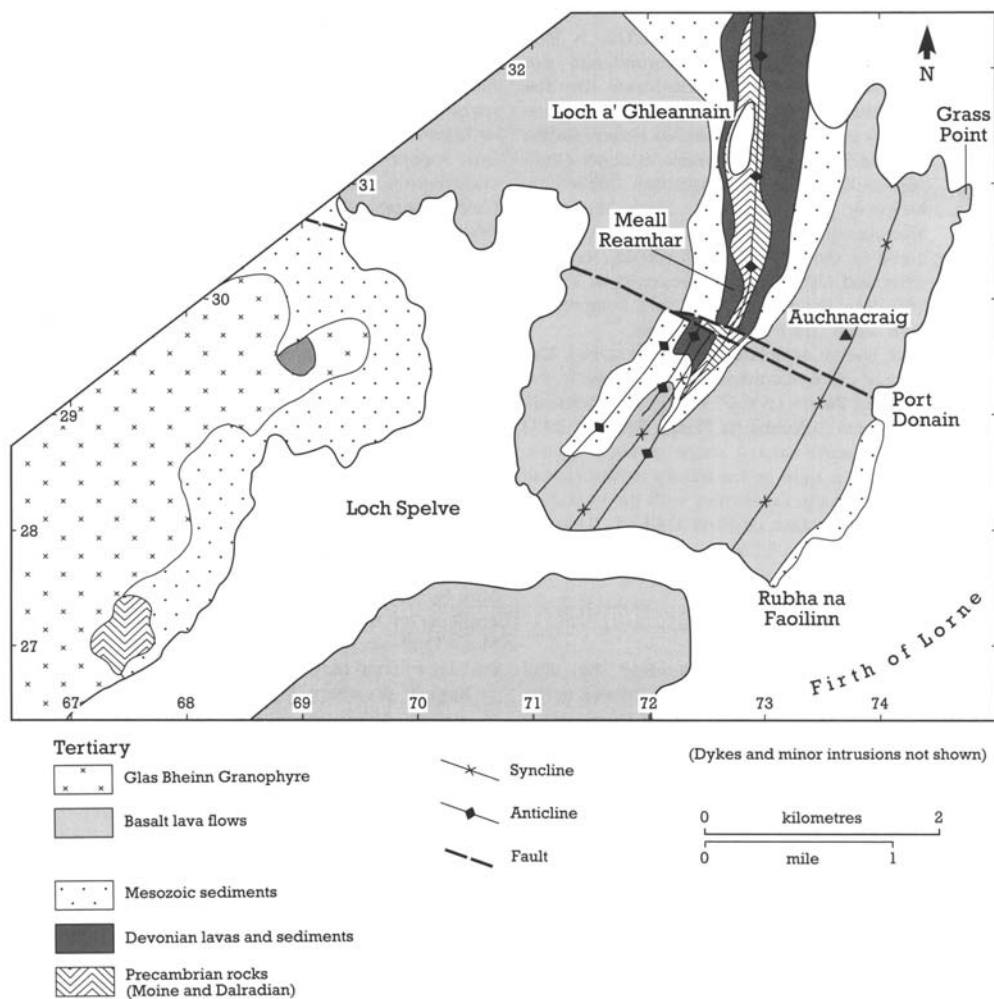 32
N
Loch a' Ghleannain
Grass
Point
31
Meall
Reamhar
30
Auchnacraig
29
Port
Donain
28
Loch Spelve
Rubha na
Faoilinn
27
Firth of Lorne
67
68
69
70
71
72
73
74
Tertiary
Glas Bheinn Granophyre
Basalt lava flows
Mesozoic sediments
Devonian lavas and sediments
Precambrian rocks
(Moine and Dalradian)
Syncline
Anticline
Fault
(Dykes and minor intrusions not shown)
0 kilometres 2
0 mile 1